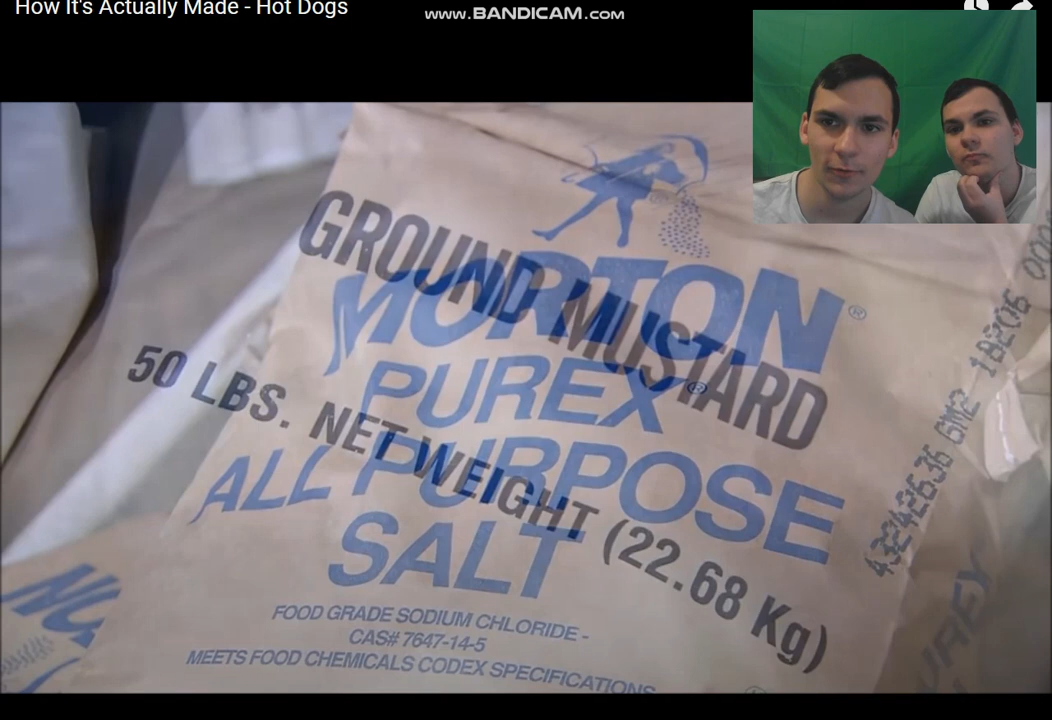 How It's Actually Made - Hot Dogs
www.BANDICAM.com
GROUND MUSTARD
50 LBS. NET WEIGHT (22.68 Kg)
MORTON®
PUREX®
ALL PURPOSE
SALT
FOOD GRADE SODIUM CHLORIDE -
CAS# 7647-14-5
MEETS FOOD CHEMICALS CODEX SPECIFICATIONS